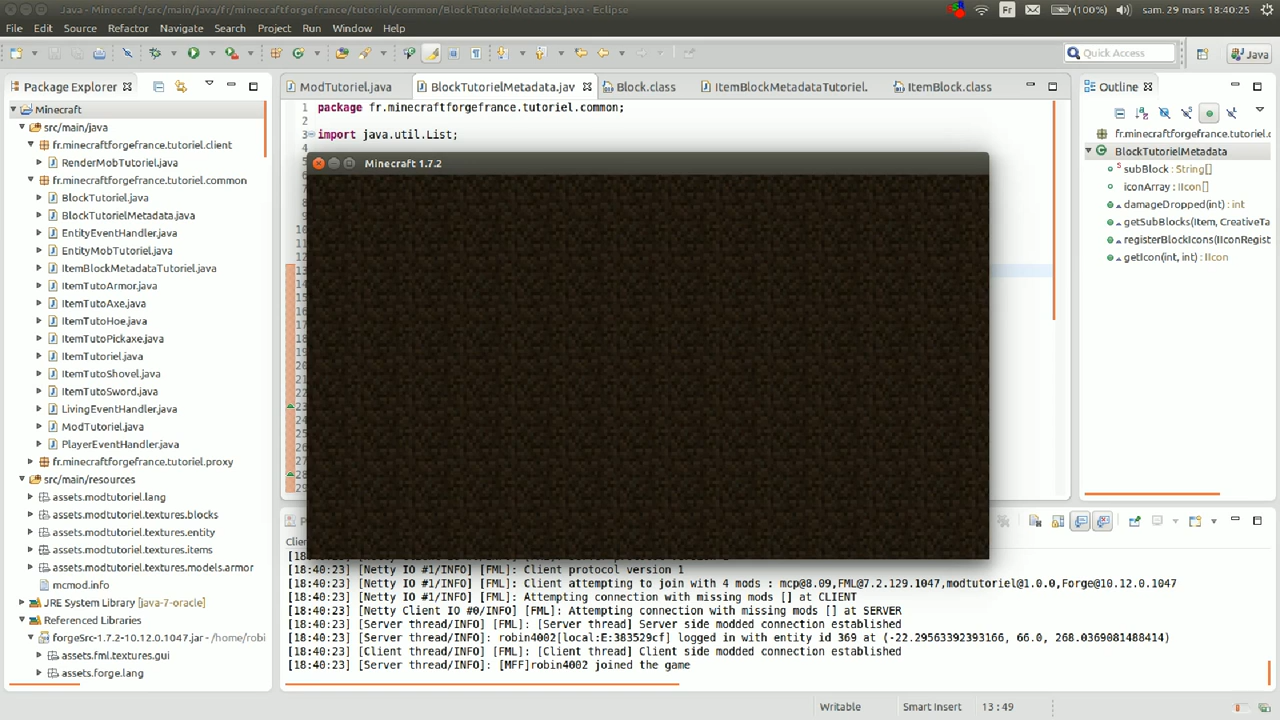 Java - Minecraft/src/main/java/fr/minecraftforgefrance/tutoriel/common/BlockTutorielMetadata.java - Eclipse
Fr
(100%)
sam. 29 mars 18:40:25
File Edit Source Refactor Navigate Search Project Run Window Help
Quick Access
Java
Package Explorer
Minecraft
src/main/java
fr.minecraftforgefrance.tutoriel.client
RenderMobTutoriel.java
fr.minecraftforgefrance.tutoriel.common
BlockTutoriel.java
BlockTutorielMetadata.java
EntityEventHandler.java
EntityMobTutoriel.java
ItemBlockMetadataTutoriel.java
ItemTutoArmor.java
ItemTutoAxe.java
ItemTutoHoe.java
ItemTutoPickaxe.java
ItemTutoriel.java
ItemTutoShovel.java
ItemTutoSword.java
LivingEventHandler.java
ModTutoriel.java
PlayerEventHandler.java
fr.minecraftforgefrance.tutoriel.proxy
src/main/resources
assets.modtutoriel.lang
assets.modtutoriel.textures.blocks
assets.modtutoriel.textures.entity
assets.modtutoriel.textures.items
assets.modtutoriel.textures.models.armor
mcmod.info
JRE System Library [java-7-oracle]
Referenced Libraries
forgeSrc-1.7.2-10.12.0.1047.jar - /home/robi
assets.fml.textures.gui
assets.forge.lang
ModTutoriel.java
BlockTutorielMetadata.jav
Block.class
ItemBlockMetadataTutoriel.
ItemBlock.class
1 package fr.minecraftforgefrance.tutoriel.common;
2
3 import java.util.List;
4
Minecraft 1.7.2
Outline
fr.minecraftforgefrance.tutoriel.c
BlockTutorielMetadata
subBlock : String[]
iconArray : IIcon[]
damageDropped(int) : int
getSubBlocks(Item, CreativeTa
registerBlockIcons(IIconRegist
getIcon(int, int) : IIcon
[18:40:23] [Netty IO #1/INFO] [FML]: Client protocol version 1
[18:40:23] [Netty IO #1/INFO] [FML]: Client attempting to join with 4 mods : mcp@8.09,FML@7.2.129.1047,modtutoriel@1.0.0,Forge@10.12.0.1047
[18:40:23] [Netty IO #1/INFO] [FML]: Attempting connection with missing mods [] at CLIENT
[18:40:23] [Netty Client IO #0/INFO] [FML]: Attempting connection with missing mods [] at SERVER
[18:40:23] [Server thread/INFO] [FML]: [Server thread] Server side modded connection established
[18:40:23] [Server thread/INFO]: robin4002[local:E:383529cf] logged in with entity id 369 at (-22.29563392393166, 66.0, 268.0369081488414)
[18:40:23] [Client thread/INFO] [FML]: [Client thread] Client side modded connection established
[18:40:23] [Server thread/INFO]: [MFF]robin4002 joined the game
Writable
Smart Insert
13 : 49